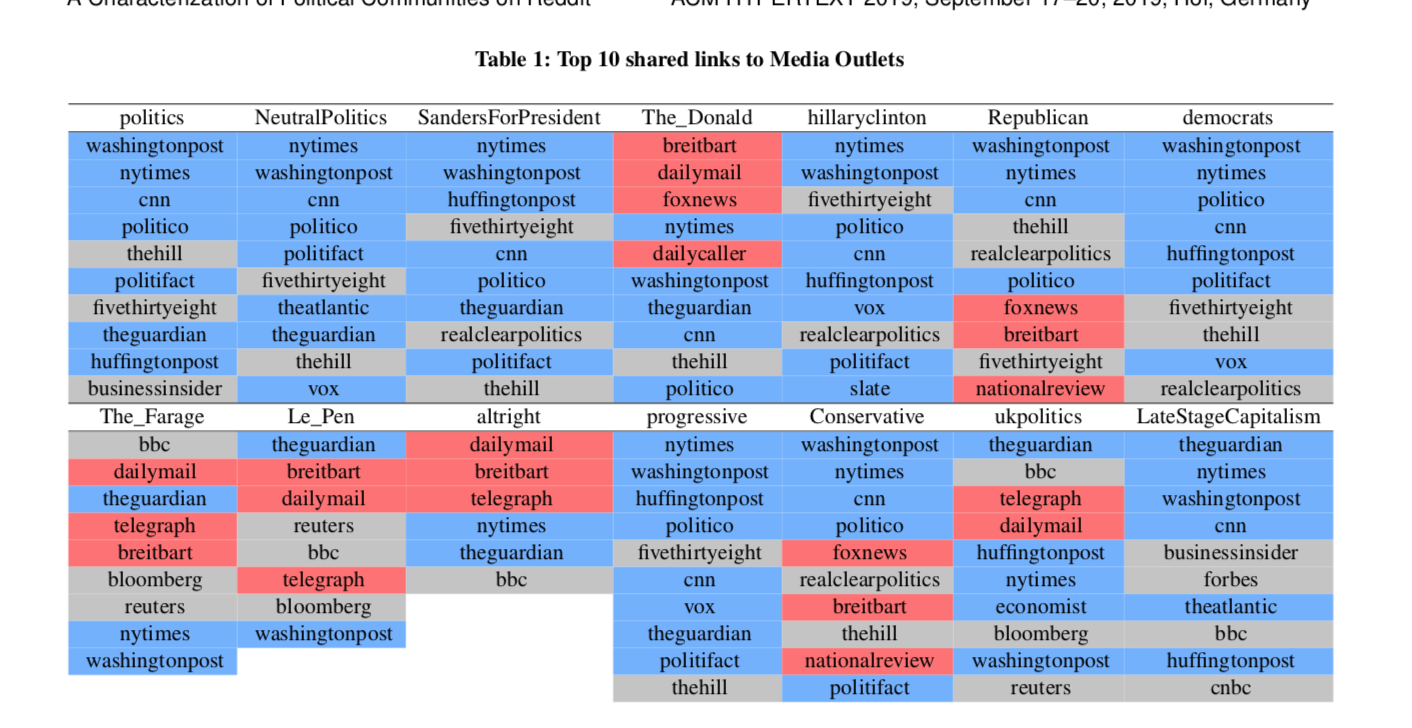 A Characterization of Political Communities on Reddit ACM HYPERTEXT 2019, September 17–20, 2019, Hof, Germany
Table 1: Top 10 shared links to Media Outlets
politics NeutralPolitics SandersForPresident The_Donald hillaryclinton Republican democrats
washingtonpost nytimes nytimes breitbart nytimes washingtonpost washingtonpost
nytimes washingtonpost washingtonpost dailymail washingtonpost nytimes nytimes
cnn cnn huffingtonpost foxnews fivethirtyeight cnn politico
politico politico fivethirtyeight nytimes politico thehill cnn
thehill politifact cnn dailycaller cnn realclearpolitics huffingtonpost
politifact fivethirtyeight politico washingtonpost huffingtonpost politico politifact
fivethirtyeight theatlantic theguardian theguardian vox foxnews fivethirtyeight
theguardian theguardian realclearpolitics cnn realclearpolitics breitbart thehill
huffingtonpost thehill politifact thehill politifact fivethirtyeight vox
businessinsider vox thehill politico slate nationalreview realclearpolitics
The_Farage Le_Pen altright progressive Conservative ukpolitics LateStageCapitalism
bbc theguardian dailymail nytimes washingtonpost theguardian theguardian
dailymail breitbart breitbart washingtonpost nytimes bbc nytimes
theguardian dailymail telegraph huffingtonpost cnn telegraph washingtonpost
telegraph reuters nytimes politico politico dailymail cnn
breitbart bbc theguardian fivethirtyeight foxnews huffingtonpost businessinsider
bloomberg telegraph bbc cnn realclearpolitics nytimes forbes
reuters bloomberg vox breitbart economist theatlantic
nytimes washingtonpost theguardian thehill bloomberg bbc
washingtonpost politifact nationalreview washingtonpost huffingtonpost
thehill politifact reuters cnbc